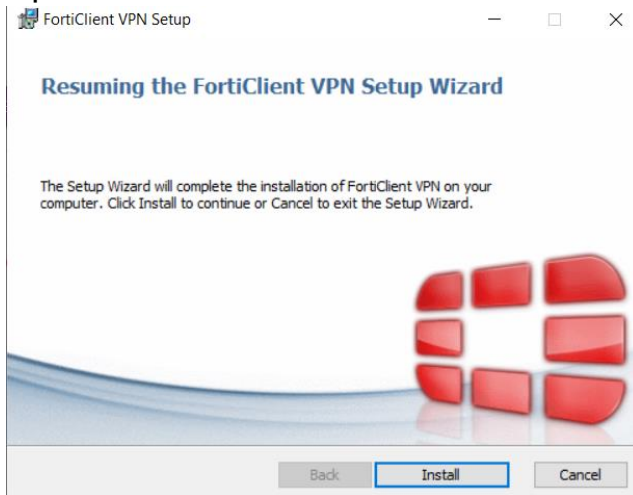 FortiClient VPN Setup
Resuming the FortiClient VPN Setup Wizard
The Setup Wizard will complete the installation of FortiClient VPN on your
computer. Click Install to continue or Cancel to exit the Setup Wizard.
Back Install Cancel